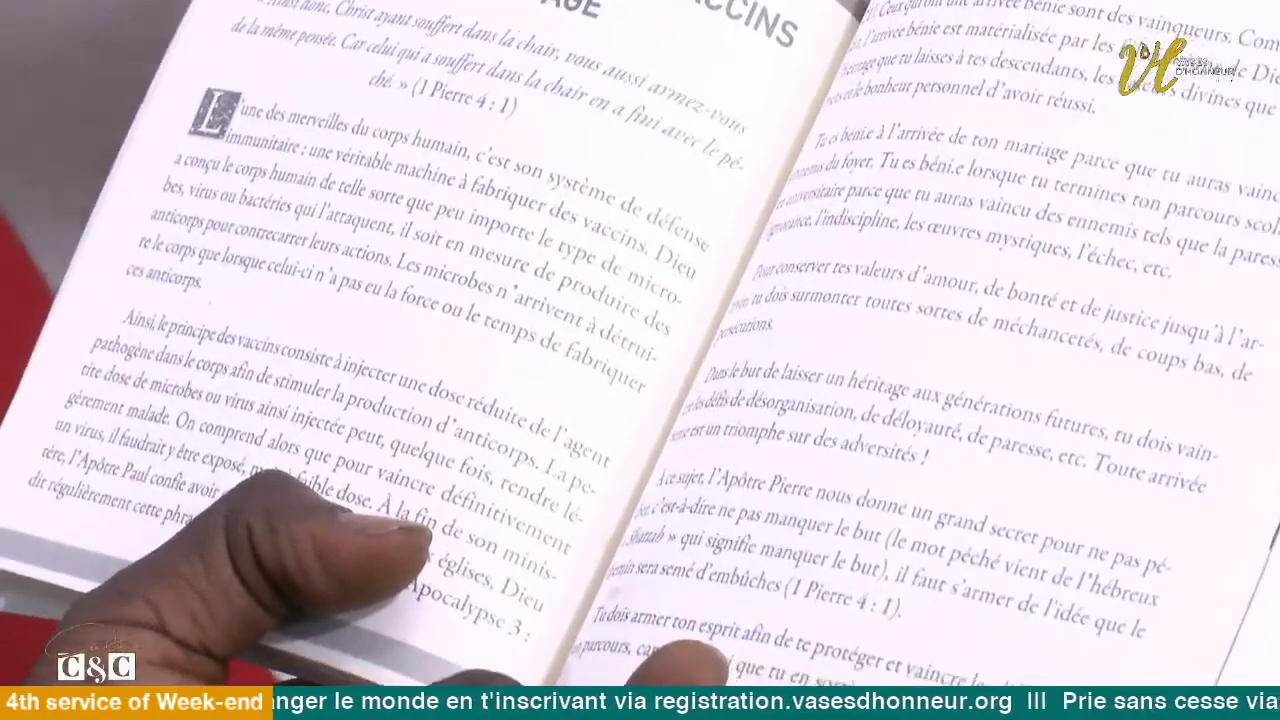 ACCINS
AGE
Ainsi donc, Christ ayant souffert dans la chair, vous aussi armez-vous
de la même pensée. Car celui qui a souffert dans la chair en a fini avec le pé-
ché. » (1 Pierre 4 : 1)
L'une des merveilles du corps humain, c'est son système de défense
immunitaire : une véritable machine à fabriquer des vaccins. Dieu
a conçu le corps humain de telle sorte que peu importe le type de micro-
bes, virus ou bactéries qui l'attaquent, il soit en mesure de produire des
anticorps pour contrecarrer leurs actions. Les microbes n'arrivent à détrui-
re le corps que lorsque celui-ci n'a pas eu la force ou le temps de fabriquer
ces anticorps.
Ainsi, le principe des vaccins consiste à injecter une dose réduite de l'agent
pathogène dans le corps afin de stimuler la production d'anticorps. La pe-
tite dose de microbes ou virus ainsi injectée peut, quelque fois, rendre lé-
gèrement malade. On comprend alors que pour vaincre définitivement
un virus, il faudrait y être exposé, faible dose. À la fin de son minis-
tère, l'Apôtre Paul confie avoir églises, Dieu
dit régulièrement cette phra Apocalypse 3 :
arrivée bénie sont des vainqueurs. Com
l'arrivée bénie est matérialisée par les de Die
que tu laisses à tes descendants, les divines que
et le bonheur personnel d'avoir réussi.
Tu es béni.e à l'arrivée de ton mariage parce que tu auras vainc
du foyer. Tu es béni.e lorsque tu termines ton parcours scol
universitaire parce que tu auras vaincu des ennemis tels que la paress
ignorance, l'indiscipline, les œuvres mystiques, l'échec, etc.
Pour conserver tes valeurs d'amour, de bonté et de justice jusqu'à l'ar-
tu dois surmonter toutes sortes de méchancetés, de coups bas, de
persécutions.
Dans le but de laisser un héritage aux générations futures, tu dois vain-
les défis de désorganisation, de déloyauté, de paresse, etc. Toute arrivée
est un triomphe sur des adversités !
À ce sujet, l'Apôtre Pierre nous donne un grand secret pour ne pas pé-
c'est-à-dire ne pas manquer le but (le mot péché vient de l'hébreux
Shattah » qui signifie manquer le but), il faut s'armer de l'idée que le
sera semé d'embûches (1 Pierre 4 : 1).
Tu dois armer ton esprit afin de te protéger et vaincre
parcours, ca i que tu en
VH
D'HONNEUR
C&C
4th service of Week-end
nger le monde en t'inscrivant via registration.vasesdhonneur.org III Prie sans cesse via